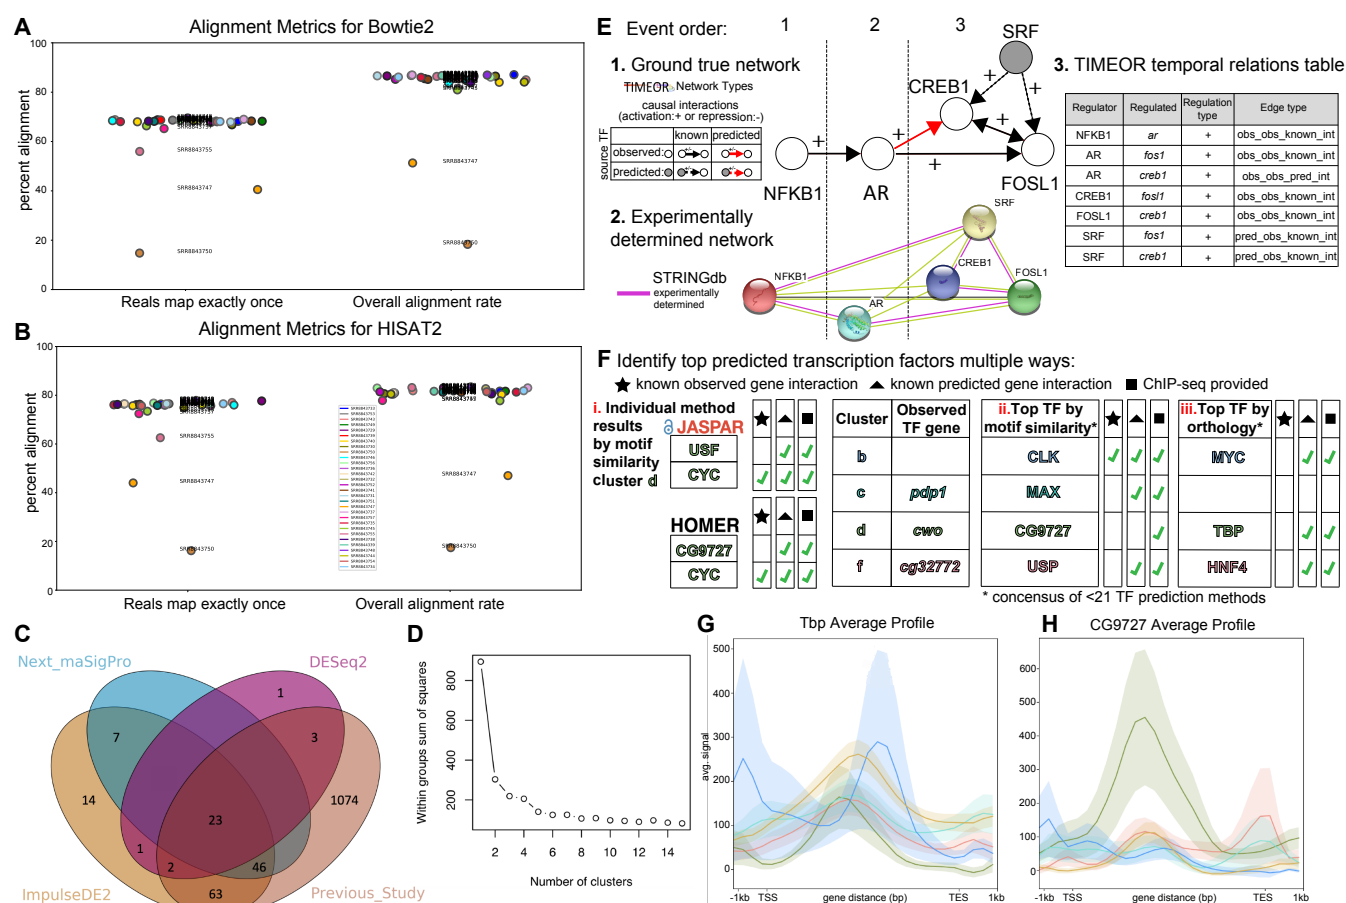 A
Alignment Metrics for Bowtie2
percent alignment
100
80
60
40
20
0
SRR8843755
SRR8843747
SRR8843750
SRR8843747
SRR8843750
Reals map exactly once
Overall alignment rate
B
Alignment Metrics for HISAT2
percent alignment
100
80
60
40
20
0
SRR8843755
SRR8843747
SRR8843750
SRR8843747
SRR8843750
Reals map exactly once
Overall alignment rate
C
Next_maSigPro
DESeq2
ImpulseDE2
Previous_Study
1
7
3
14
1074
23
1
2
46
63
D
Within groups sum of squares
800
600
400
200
2 4 6 8 10 12 14
Number of clusters
E Event order: 1 2 3
1. Ground true network
TIMEOR Network Types
causal interactions
(activation:+ or repression:-)
source TF
known predicted
observed:
predicted:
NFKB1
AR
CREB1
SRF
FOSL1
+ + + + + +
2. Experimentally
determined network
STRINGdb
experimentally
determined
NFKB1
AR
CREB1
SRF
FOSL1
3. TIMEOR temporal relations table
Regulator Regulated Regulation type Edge type
NFKB1 ar + obs_obs_known_int
AR fos1 + obs_obs_known_int
AR creb1 + obs_obs_pred_int
CREB1 fosl1 + obs_obs_known_int
FOSL1 creb1 + obs_obs_known_int
SRF fos1 + pred_obs_known_int
SRF creb1 + pred_obs_known_int
F Identify top predicted transcription factors multiple ways:
known observed gene interaction known predicted gene interaction ChIP-seq provided
i. Individual method
results
by motif
similarity
cluster d
JASPAR
USF
CYC
HOMER
CG9727
CYC
Cluster Observed TF gene
b
c pdp1
d cwo
f cg32772
ii.Top TF by
motif similarity*
CLK
MAX
CG9727
USP
iii.Top TF by
orthology*
MYC
TBP
HNF4
* consensus of <21 TF prediction methods
G
Tbp Average Profile
avg. signal
500
400
300
200
100
0
-1kb TSS gene distance (bp) TES 1kb
H
CG9727 Average Profile
600
500
400
300
200
100
0
-1kb TSS gene distance (bp) TES 1kb